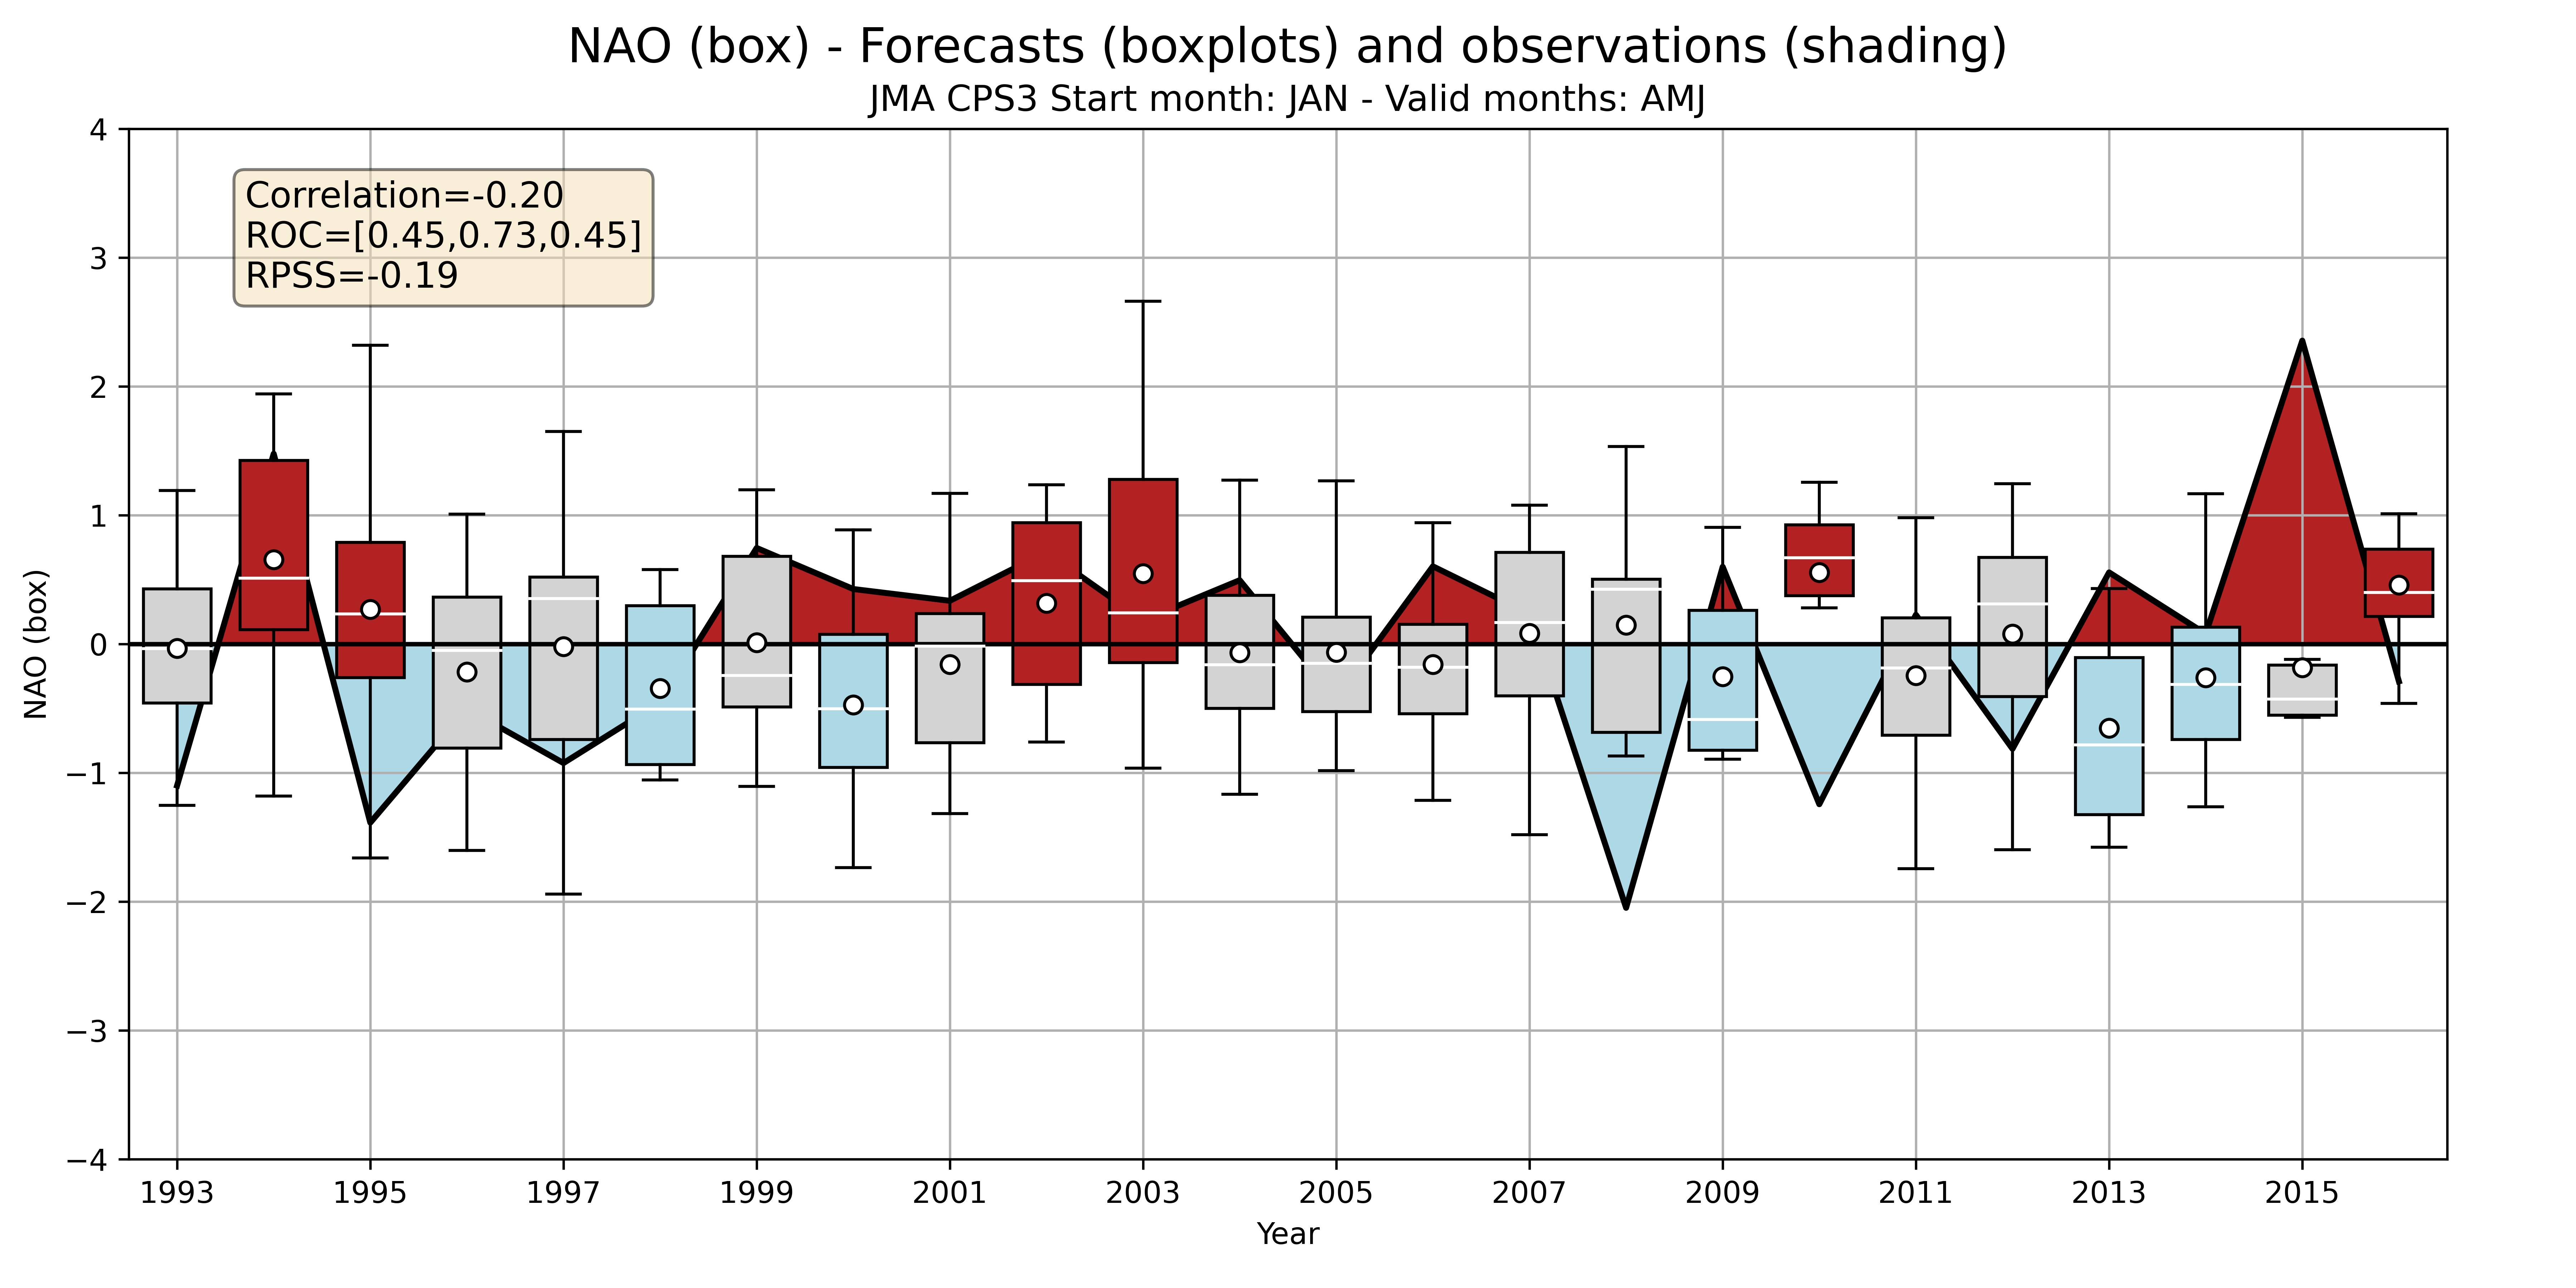 NAO (box) - Forecasts (boxplots) and observations (shading)
JMA CPS3 Start month: JAN - Valid months: AMJ
Correlation=-0.20
ROC=[0.45,0.73,0.45]
RPSS=-0.19
NAO (box)
4
3
2
1
0
−1
−2
−3
−4
1993 1995 1997 1999 2001 2003 2005 2007 2009 2011 2013 2015
Year